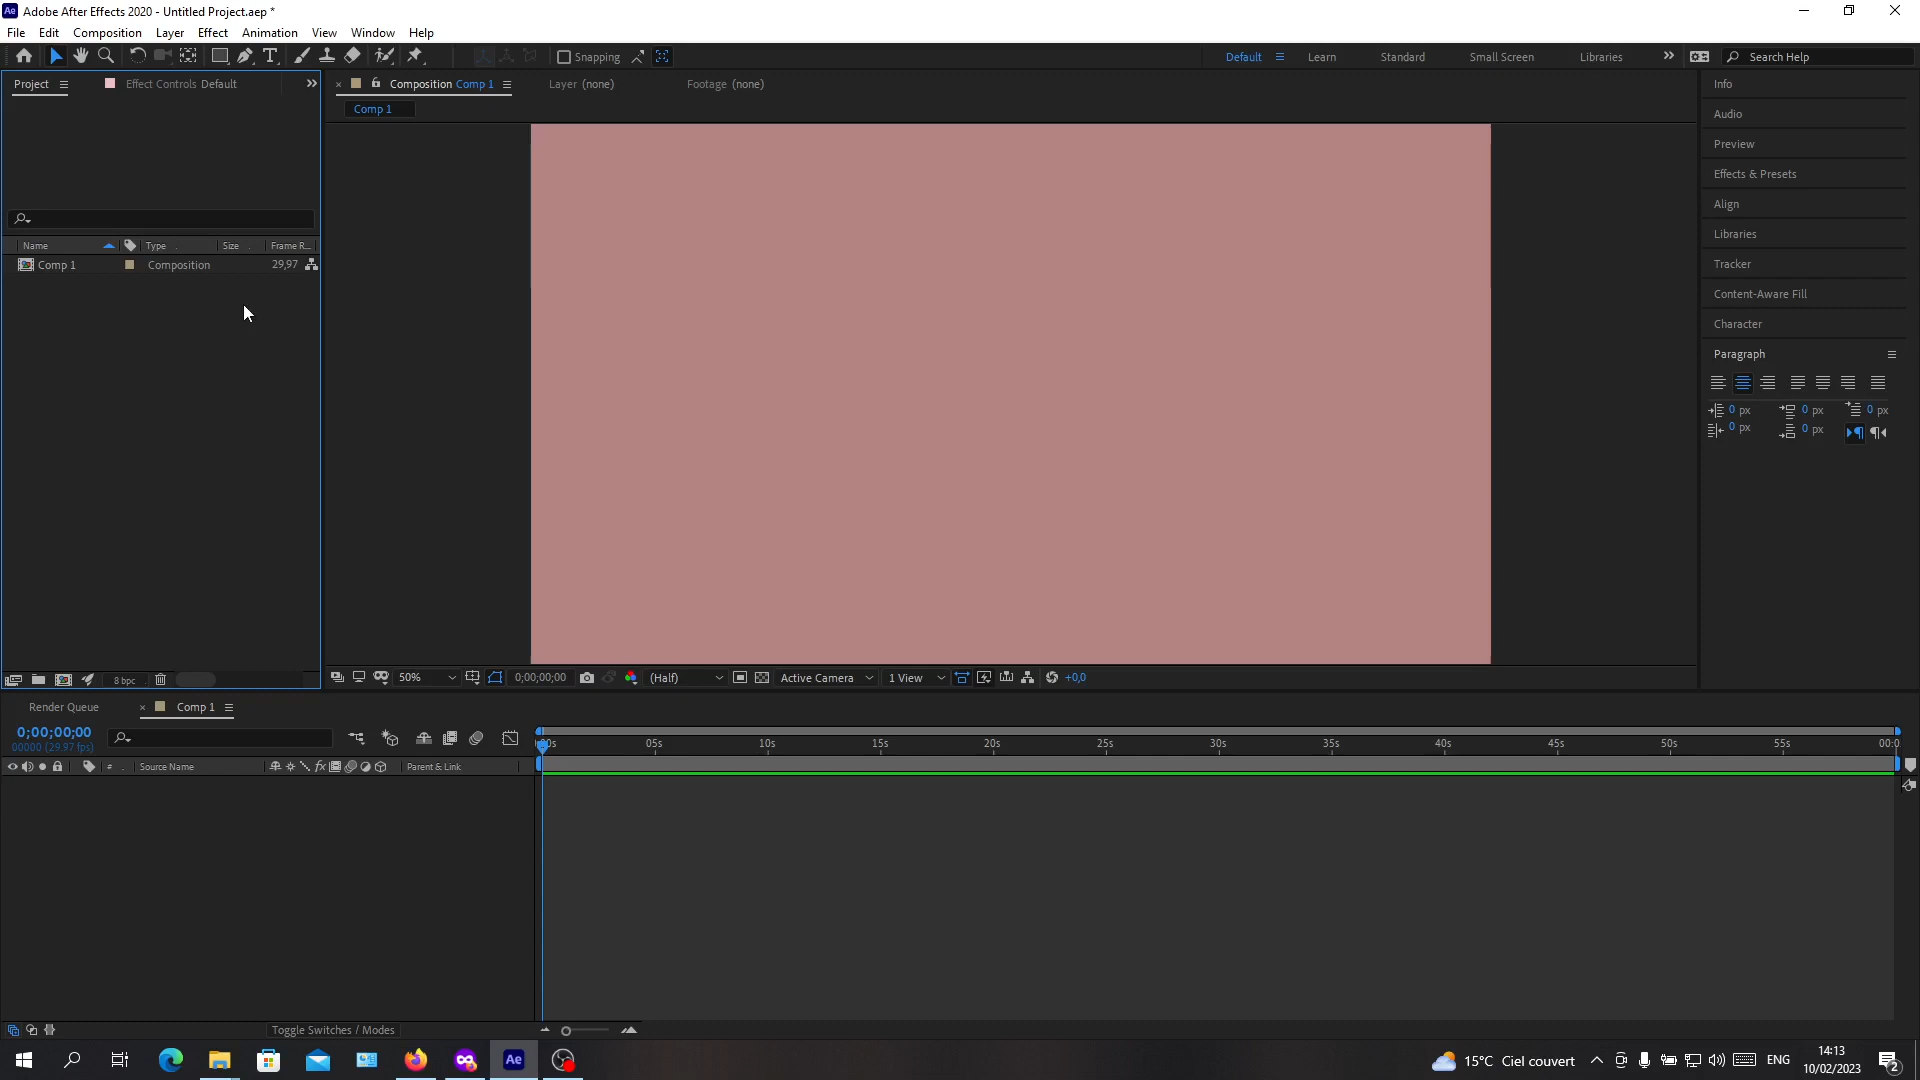 Ae Adobe After Effects 2020 - Untitled Project.aep *
File Edit Composition Layer Effect Animation View Window Help
Snapping Default Learn Standard Small Screen Libraries Search Help
Project Effect Controls Default
Composition Comp 1 Layer (none) Footage (none)
Comp 1
Name Type Size Frame R...
Comp 1 Composition 29,97
Info
Audio
Preview
Effects & Presets
Align
Libraries
Tracker
Content-Aware Fill
Character
Paragraph
0 px 0 px 0 px
0 px 0 px
8 bpc
50% 0;00;00;00 (Half) Active Camera 1 View +0,0
Render Queue Comp 1
0;00;00;00
00000 (29.97 fps)
05s 10s 15s 20s 25s 30s 35s 40s 45s 50s 55s 00:0
# Source Name fx Parent & Link
Toggle Switches / Modes
Ae 15°C Ciel couvert ENG
14:13
10/02/2023
2